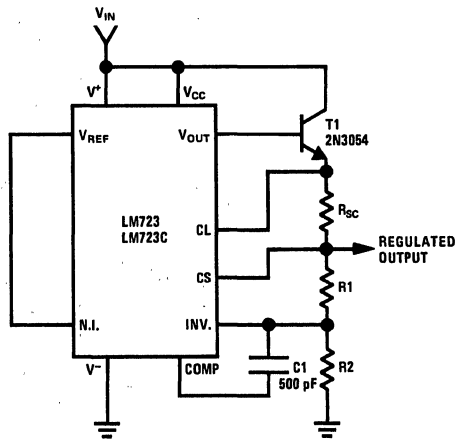 VIN
V+
VCC
VREF
VOUT
T1
2N3054
LM723
LM723C
CL
RSC
REGULATED
OUTPUT
CS
R1
N.I.
INV.
V−
COMP
C1
500 pF
R2